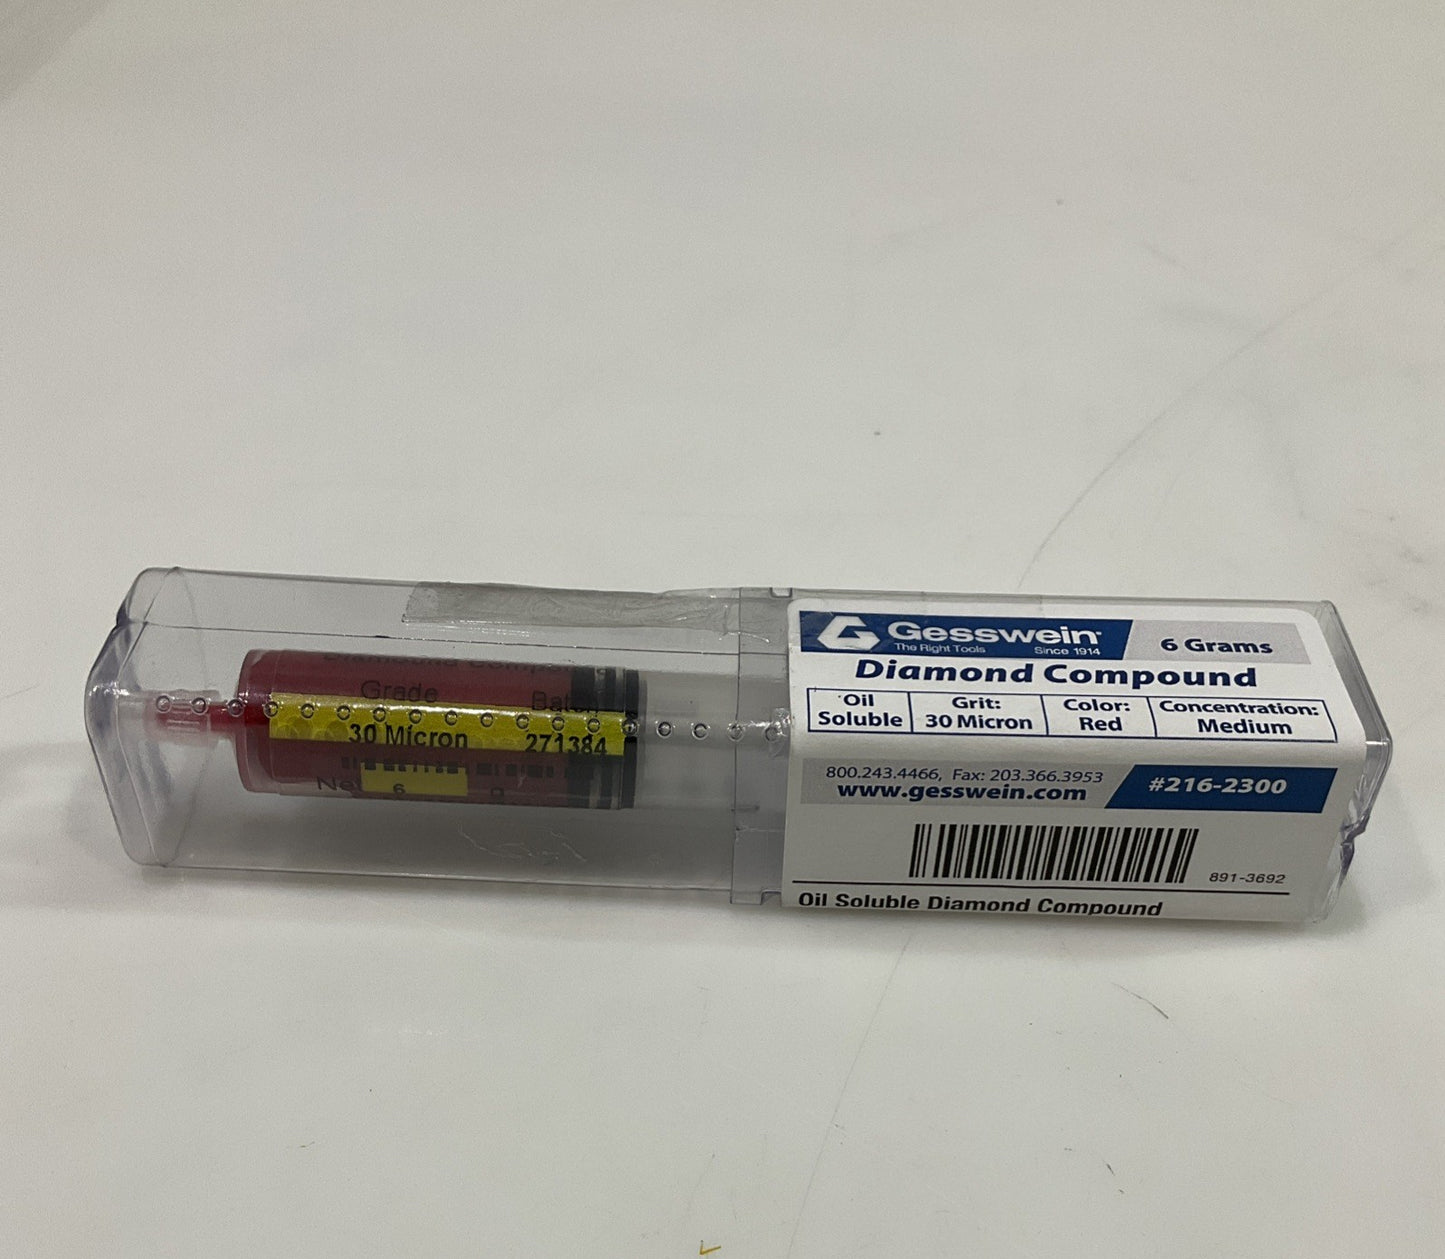 Grade Batch
30 Micron 271384
6
Gesswein
The Right Tools Since 1914
6 Grams
Diamond Compound
Oil Soluble
Grit: 30 Micron
Color: Red
Concentration: Medium
800.243.4466, Fax: 203.366.3953
www.gesswein.com
#216-2300
891-3692
Oil Soluble Diamond Compound